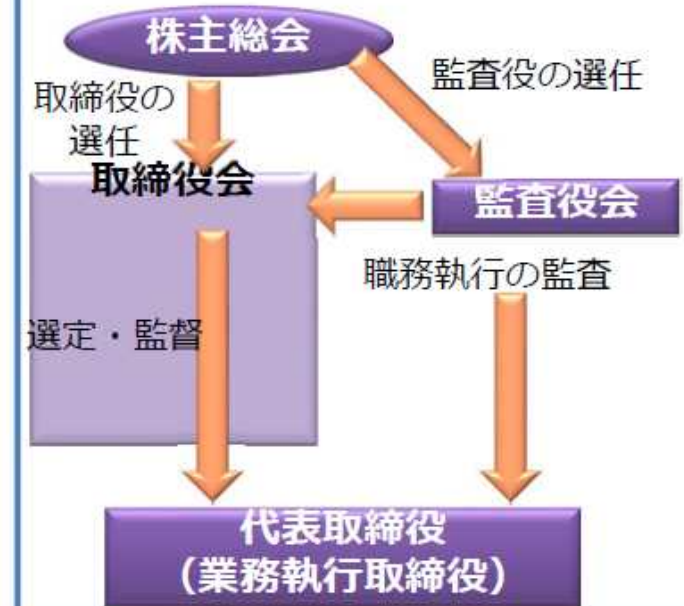 株主総会
監査役の選任
取締役の
選任
取締役会
監査役会
職務執行の監査
選定・監督
代表取締役
（業務執行取締役）